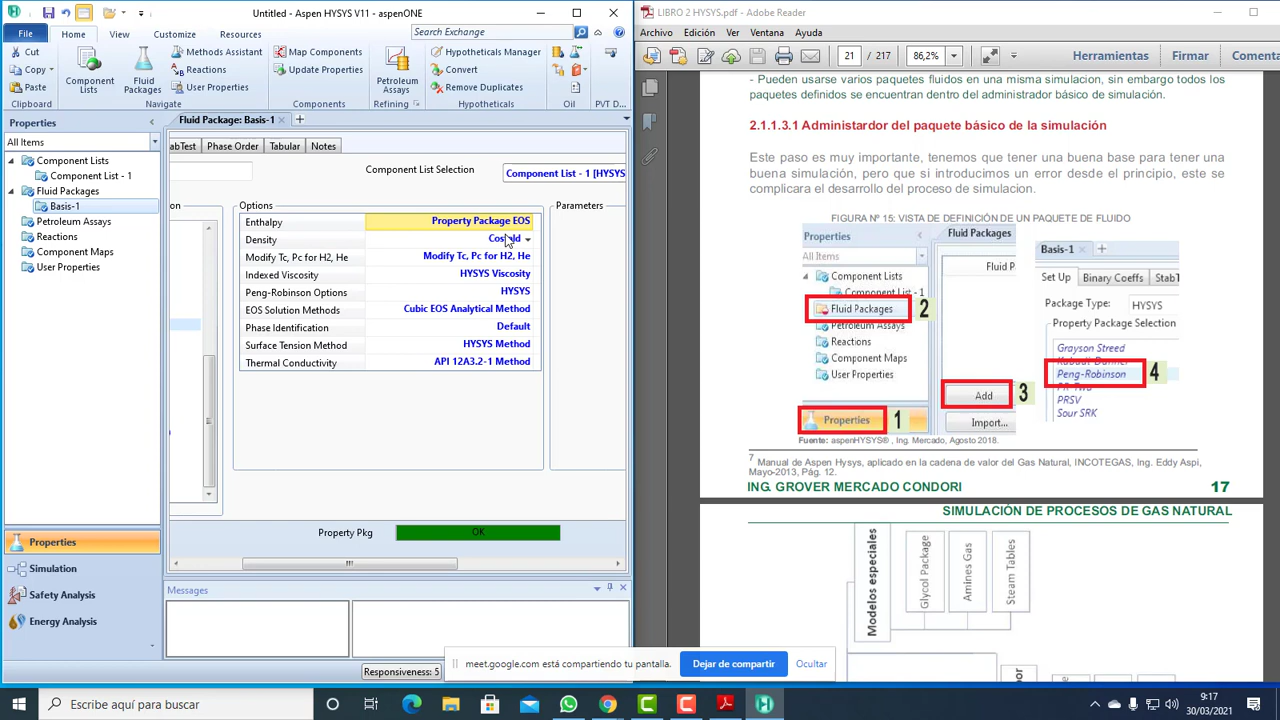 Untitled - Aspen HYSYS V11 - aspenONE
File
Home
View
Customize
Resources
Search Exchange
Cut
Copy
Paste
Clipboard
Component
Lists
Fluid
Packages
Methods Assistant
Reactions
User Properties
Navigate
Map Components
Update Properties
Components
Petroleum
Assays
Refining
Hypotheticals Manager
Convert
Remove Duplicates
Hypotheticals
Oil
PVT D...
Properties
All Items
Component Lists
Component List - 1
Fluid Packages
Basis-1
Petroleum Assays
Reactions
Component Maps
User Properties
Properties
Simulation
Safety Analysis
Energy Analysis
Fluid Package: Basis-1
abTest
Phase Order
Tabular
Notes
Component List Selection
Component List - 1 [HYSYS
on
Options
Parameters
Enthalpy Property Package EOS
Density
Modify Tc, Pc for H2, He Modify Tc, Pc for H2, He
Indexed Viscosity HYSYS Viscosity
Peng-Robinson Options HYSYS
EOS Solution Methods Cubic EOS Analytical Method
Phase Identification Default
Surface Tension Method HYSYS Method
Thermal Conductivity API 12A3.2-1 Method
Property Pkg OK
Messages
Responsiveness: 5
meet.google.com está compartiendo tu pantalla.
Dejar de compartir
Ocultar
LIBRO 2 HYSYS.pdf - Adobe Reader
Archivo Edición Ver Ventana Ayuda
21 / 217
86,2%
Herramientas
Firmar
Comenta
- Pueden usarse varios paquetes fluidos en una misma simulacion, sin embargo todos los
paquetes definidos se encuentran dentro del administrador básico de simulación.
2.1.1.3.1 Administardor del paquete básico de la simulación
Este paso es muy importante, tenemos que tener una buena base para tener una
buena simulación, pero que si introducimos un error desde el principio, este se
complicara el desarrollo del proceso de simulacion.
FIGURA Nº 15: VISTA DE DEFINICIÓN DE UN PAQUETE DE FLUIDO
Properties
All Items
Component Lists
Component List - 1
Fluid Packages
2
Petroleum Assays
Reactions
Component Maps
User Properties
Properties
1
Fluid Packages
Fluid P
Add
3
Import...
Basis-1
Set Up
Binary Coeffs
StabT
Package Type: HYSYS
Property Package Selection
Grayson Streed
Peng-Robinson
4
PR-Twu
PRSV
Sour SRK
Fuente: aspenHYSYS® , Ing. Mercado, Agosto 2018.
7 Manual de Aspen Hysys, aplicado en la cadena de valor del Gas Natural, INCOTEGAS, Ing. Eddy Aspi,
Mayo-2013, Pág. 12.
ING. GROVER MERCADO CONDORI
17
SIMULACIÓN DE PROCESOS DE GAS NATURAL
Modelos especiales
Glycol Package
Amines Gas
Steam Tables
Escribe aquí para buscar
9:17
30/03/2021